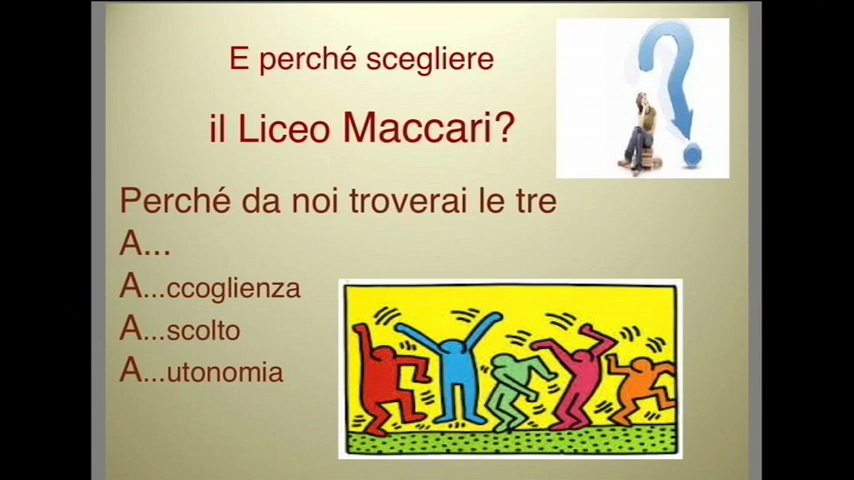 E perché scegliere
il Liceo Maccari?
Perché da noi troverai le tre
A...
A...ccoglienza
A...scolto
A...utonomia